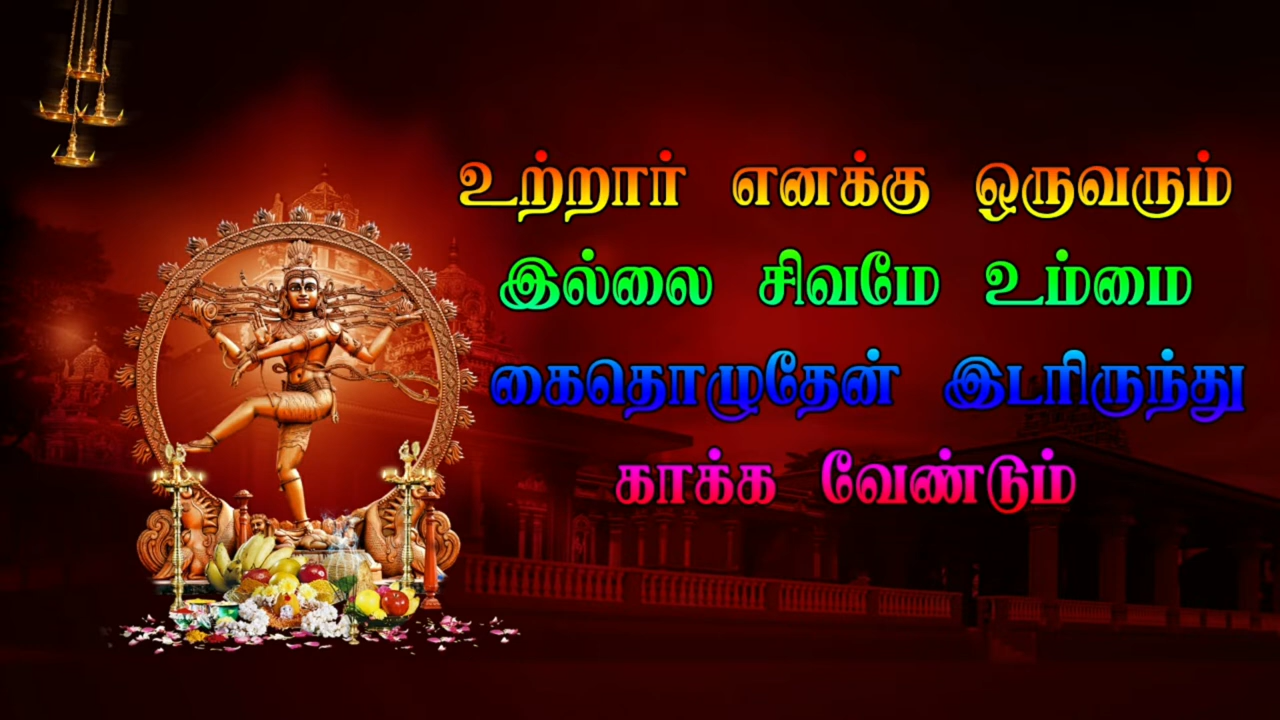 உற்றார் எனக்கு ஒருவரும்
இல்லை சிவமே உம்மை
கைதொழுதேன் இடரிருந்து
காக்க வேண்டும்